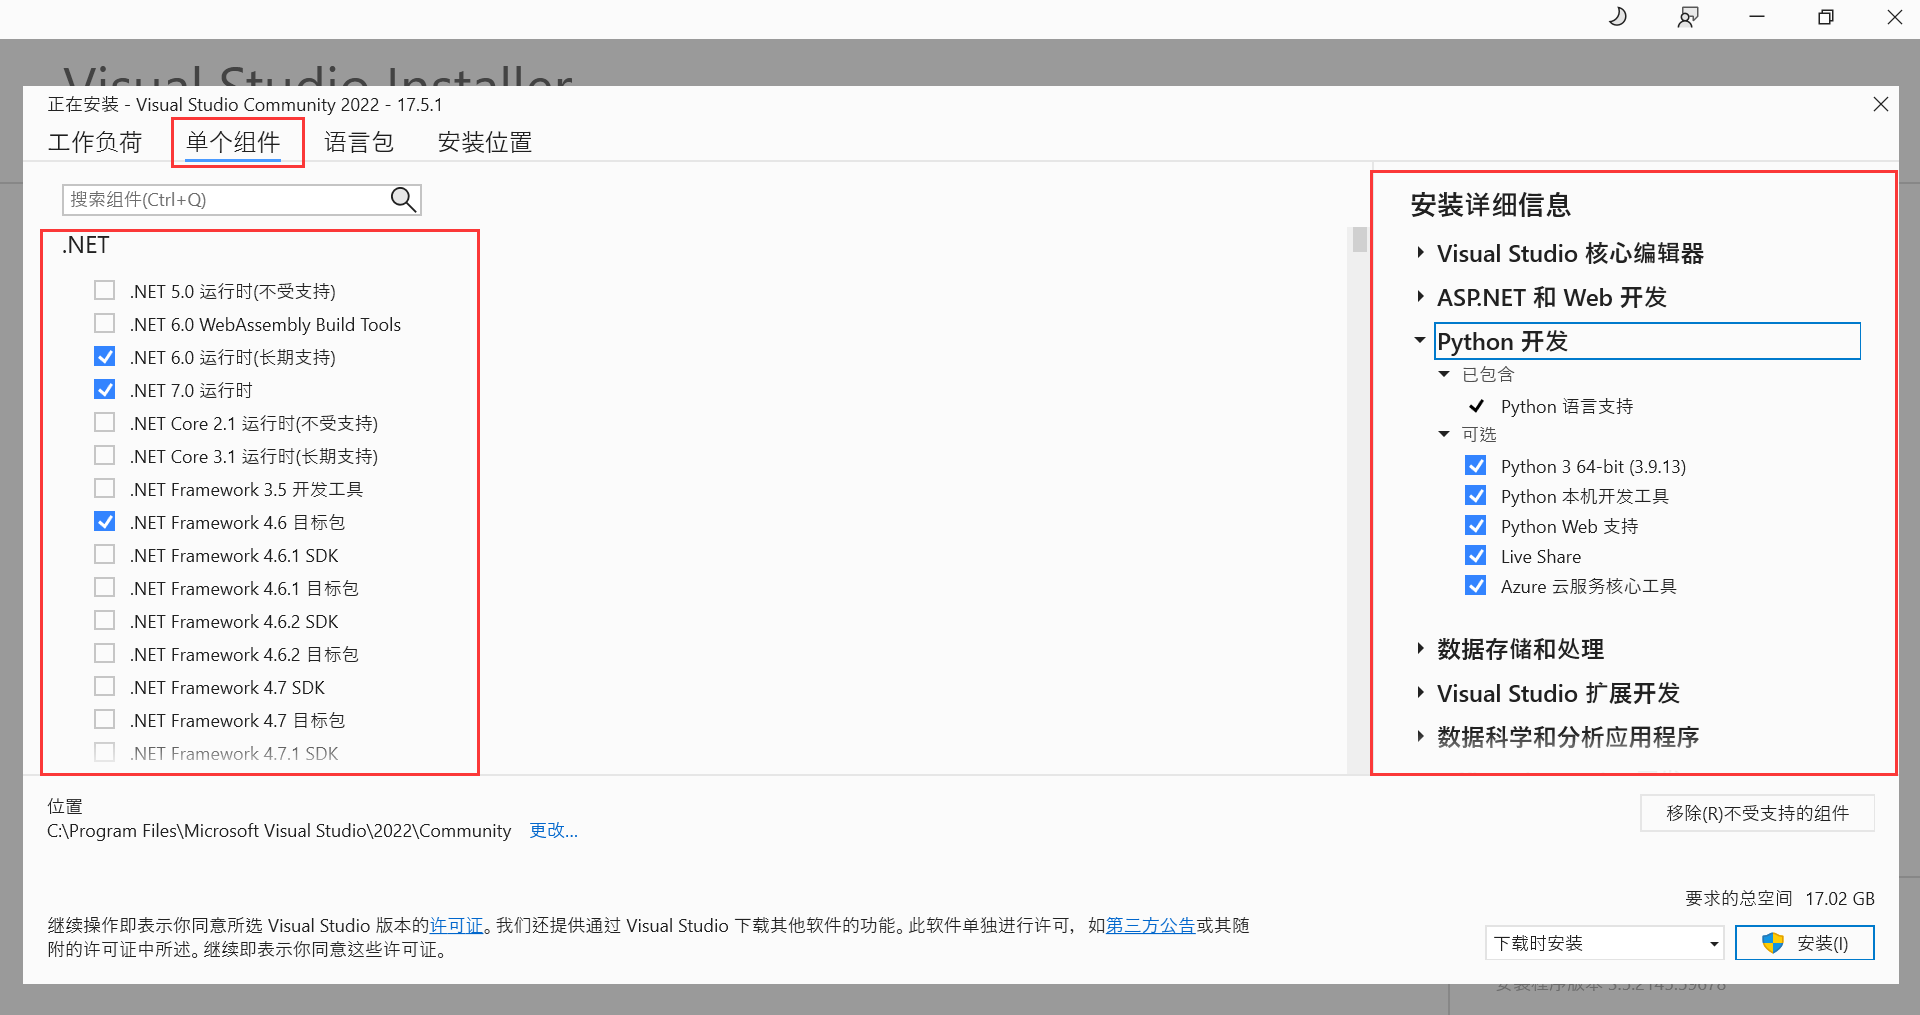 Visual Studio Installer
正在安装 - Visual Studio Community 2022 - 17.5.1
工作负荷 单个组件 语言包 安装位置
搜索组件(Ctrl+Q)
.NET
.NET 5.0 运行时(不受支持)
.NET 6.0 WebAssembly Build Tools
.NET 6.0 运行时(长期支持)
.NET 7.0 运行时
.NET Core 2.1 运行时(不受支持)
.NET Core 3.1 运行时(长期支持)
.NET Framework 3.5 开发工具
.NET Framework 4.6 目标包
.NET Framework 4.6.1 SDK
.NET Framework 4.6.1 目标包
.NET Framework 4.6.2 SDK
.NET Framework 4.6.2 目标包
.NET Framework 4.7 SDK
.NET Framework 4.7 目标包
.NET Framework 4.7.1 SDK
安装详细信息
Visual Studio 核心编辑器
ASP.NET 和 Web 开发
Python 开发
已包含
Python 语言支持
可选
Python 3 64-bit (3.9.13)
Python 本机开发工具
Python Web 支持
Live Share
Azure 云服务核心工具
数据存储和处理
Visual Studio 扩展开发
数据科学和分析应用程序
位置
C:\Program Files\Microsoft Visual Studio\2022\Community 更改...
移除(R)不受支持的组件
要求的总空间 17.02 GB
继续操作即表示你同意所选 Visual Studio 版本的许可证。我们还提供通过 Visual Studio 下载其他软件的功能。此软件单独进行许可，如第三方公告或其随
附的许可证中所述。继续即表示你同意这些许可证。
下载时安装
安装(I)
安装程序版本 3.5.2145.59678